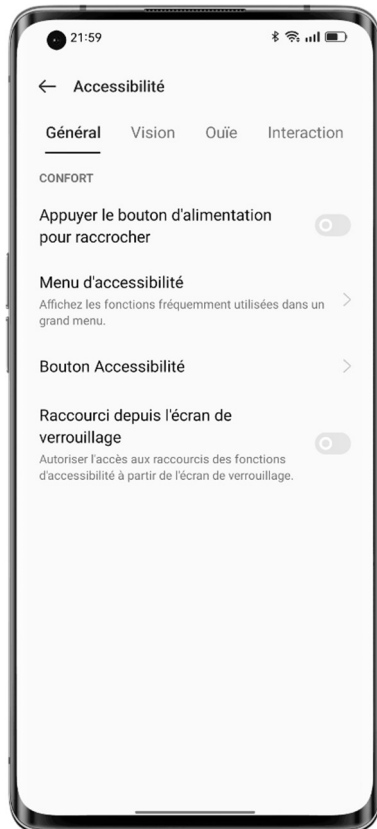 21:59
Accessibilité
Général Vision Ouïe Interaction
CONFORT
Appuyer le bouton d'alimentation
pour raccrocher
Menu d'accessibilité
Affichez les fonctions fréquemment utilisées dans un
grand menu.
Bouton Accessibilité
Raccourci depuis l'écran de
verrouillage
Autoriser l'accès aux raccourcis des fonctions
d'accessibilité à partir de l'écran de verrouillage.